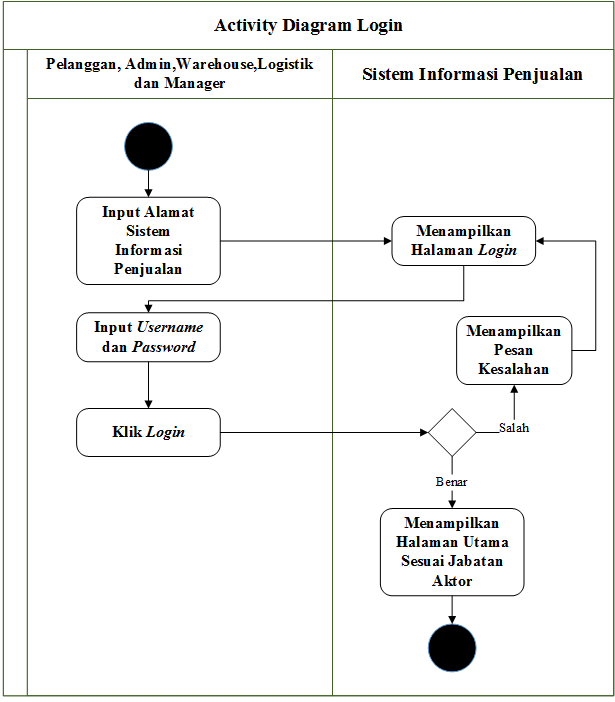 Activity Diagram Login
Pelanggan, Admin,Warehouse,Logistik
dan Manager
Sistem Informasi Penjualan
Input Alamat
Sistem
Informasi
Penjualan
Menampilkan
Halaman Login
Input Username
dan Password
Menampilkan
Pesan
Kesalahan
Klik Login
Salah
Benar
Menampilkan
Halaman Utama
Sesuai Jabatan
Aktor